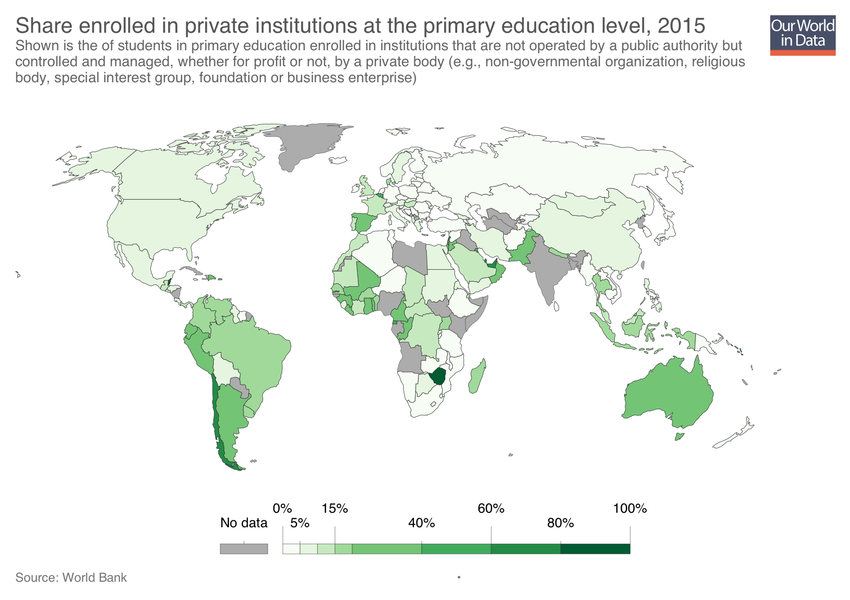 Share enrolled in private institutions at the primary education level, 2015
Shown is the of students in primary education enrolled in institutions that are not operated by a public authority but
controlled and managed, whether for profit or not, by a private body (e.g., non-governmental organization, religious
body, special interest group, foundation or business enterprise)
Our World
in Data
No data
0%
5%
15%
40%
60%
80%
100%
Source: World Bank